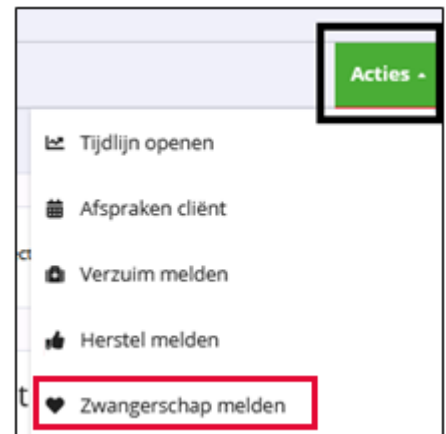 Acties
Tijdlijn openen
Afspraken cliënt
Verzuim melden
Herstel melden
t
Zwangerschap melden